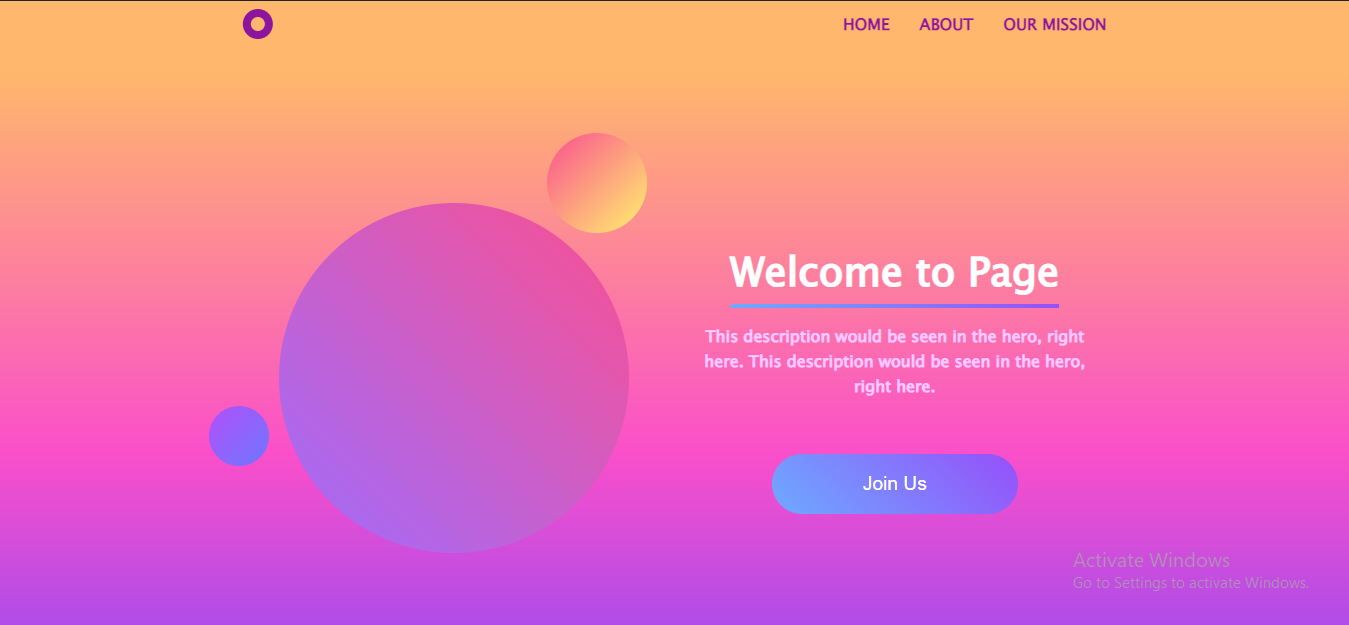 HOME ABOUT OUR MISSION
Welcome to Page
This description would be seen in the hero, right
here. This description would be seen in the hero,
right here.
Join Us
Activate Windows
Go to Settings to activate Windows.